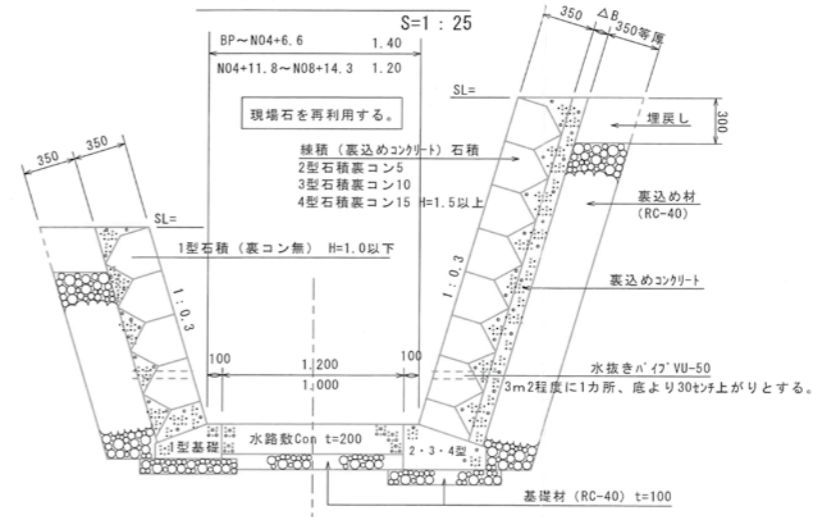 S=1：25
BP～NO4+6.6 1.40
NO4+11.8～NO8+14.3 1.20
現場石を再利用する。
350
△B
350等厚
SL=
埋戻し
300
練積（裏込めコンクリート）石積
2型石積裏コン5
3型石積裏コン10
4型石積裏コン15 H=1.5以上
裏込め材
(RC-40)
350
350
SL=
1型石積（裏コン無） H=1.0以下
1：0.3
1：0.3
裏込めコンクリート
100
1.200
100
1.000
水抜きパイプVU-50
3m2程度に1カ所、底より30センチ上がりとする。
1型基礎
水路敷Con t=200
2・3・4型
基礎材（RC-40）t=100